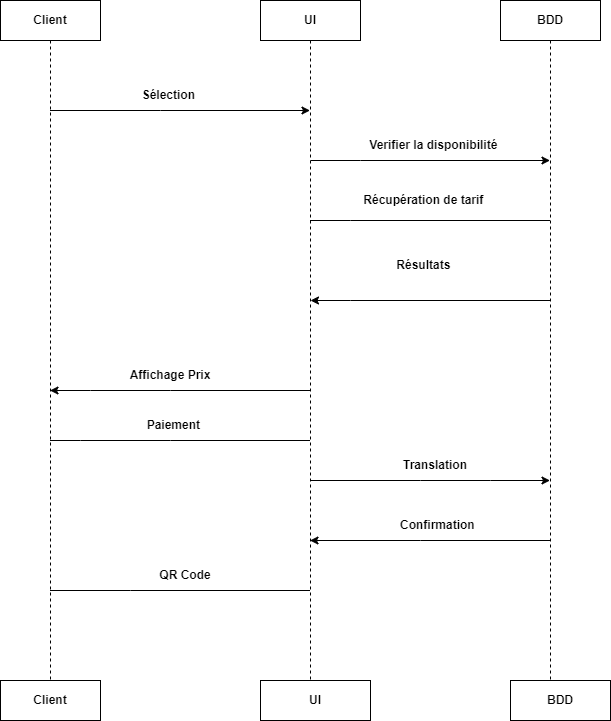 Client
UI
BDD
Sélection
Verifier la disponibilité
Récupération de tarif
Résultats
Affichage Prix
Paiement
Translation
Confirmation
QR Code
Client
UI
BDD